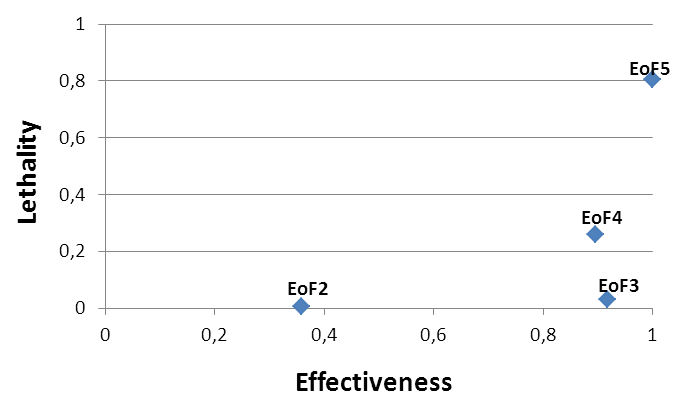 1
EoF5
0,8
0,6
Lethality
0,4
EoF4
0,2
EoF2
EoF3
0
0 0,2 0,4 0,6 0,8 1
Effectiveness